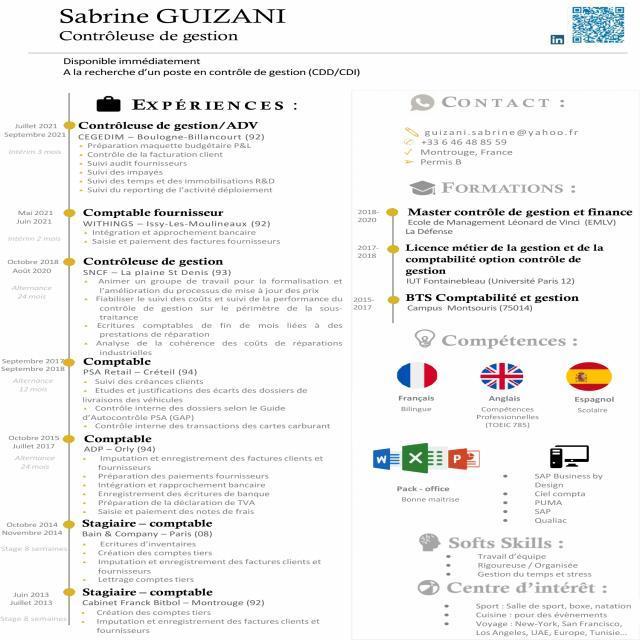 Sabrine GUIZANI
Contrôleuse de gestion
in
Disponible immédiatement
A la recherche d'un poste en contrôle de gestion (CDD/CDI)
EXPÉRIENCES :
Juillet 2021
Septembre 2021
Intérim 3 mois
Contrôleuse de gestion/ADV
CEGEDIM – Boulogne-Billancourt (92)
Préparation maquette budgétaire P&L
Contrôle de la facturation client
Suivi audit fournisseurs
Suivi des impayés
Suivi des temps et des immobilisations R&D
Suivi du reporting de l'activité déploiement
Mai 2021
Juin 2021
Intérim 2 mois
Comptable fournisseur
WITHINGS – Issy-Les-Moulineaux (92)
Intégration et approchement bancaire
Saisie et paiement des factures fournisseurs
Octobre 2018
Août 2020
Alternance
24 mois
Contrôleuse de gestion
SNCF – La plaine St Denis (93)
Animer un groupe de travail pour la formalisation et
l'amélioration du processus de mise à jour des prix
Fiabiliser le suivi des coûts et suivi de la performance du
contrôle de gestion sur le périmètre de la sous-
traitance
Ecritures comptables de fin de mois liées à des
prestations de réparation
Analyse de la cohérence des coûts de réparations
industrielles
Septembre 2017
Septembre 2018
Alternance
12 mois
Comptable
PSA Retail – Créteil (94)
Suivi des créances clients
Etudes et justifications des écarts des dossiers de
livraisons des véhicules
Contrôle interne des dossiers selon le Guide
d'Autocontrôle PSA (GAP)
Contrôle interne des transactions des cartes carburant
Octobre 2015
Juillet 2017
Alternance
24 mois
Comptable
ADP – Orly (94)
Imputation et enregistrement des factures clients et
fournisseurs
Préparation des paiements fournisseurs
Intégration et rapprochement bancaire
Enregistrement des écritures de banque
Préparation de la déclaration de TVA
Saisie et paiement des notes de frais
Octobre 2014
Novembre 2014
Stage 8 semaines
Stagiaire – comptable
Bain & Company – Paris (08)
Ecritures d'inventaires
Création des comptes tiers
Imputation et enregistrement des factures clients et
fournisseurs
Lettrage comptes tiers
Juin 2013
Juillet 2013
Stage 8 semaines
Stagiaire – comptable
Cabinet Franck Bitbol – Montrouge (92)
Création des comptes tiers
Imputation et enregistrement des factures clients et
fournisseurs
CONTACT :
guizani.sabrine@yahoo.fr
+33 6 46 48 85 59
Montrouge, France
Permis B
FORMATIONS :
2018-
2020
Master contrôle de gestion et finance
Ecole de Management Léonard de Vinci (EMLV)
La Défense
2017-
2018
Licence métier de la gestion et de la
comptabilité option contrôle de
gestion
IUT Fontainebleau (Université Paris 12)
2015-
2017
BTS Comptabilité et gestion
Campus Montsouris (75014)
Compétences :
Français
Bilingue
Anglais
Compétences
Professionnelles
(TOEIC 785)
Espagnol
Scolaire
W X P
Pack - office
Bonne maitrise
SAP Business by
Design
Ciel compta
PUMA
SAP
Qualiac
Softs Skills :
Travail d'équipe
Rigoureuse / Organisée
Gestion du temps et stress
Centre d'intérêt :
Sport : Salle de sport, boxe, natation
Cuisine : pour des évènements
Voyage : New-York, San Francisco,
Los Angeles, UAE, Europe, Tunisie...